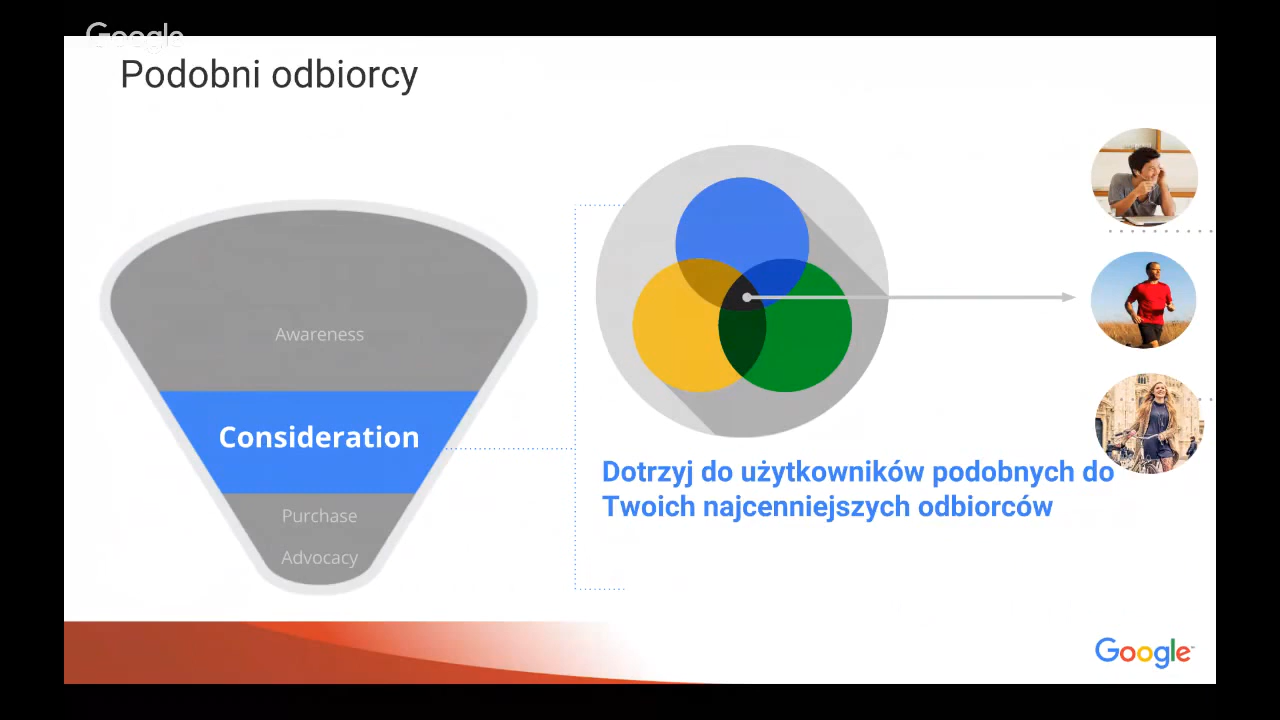 Google
Podobni odbiorcy
Awareness
Consideration
Purchase
Advocacy
Dotrzyj do użytkowników podobnych do
Twoich najcenniejszych odbiorców
Google